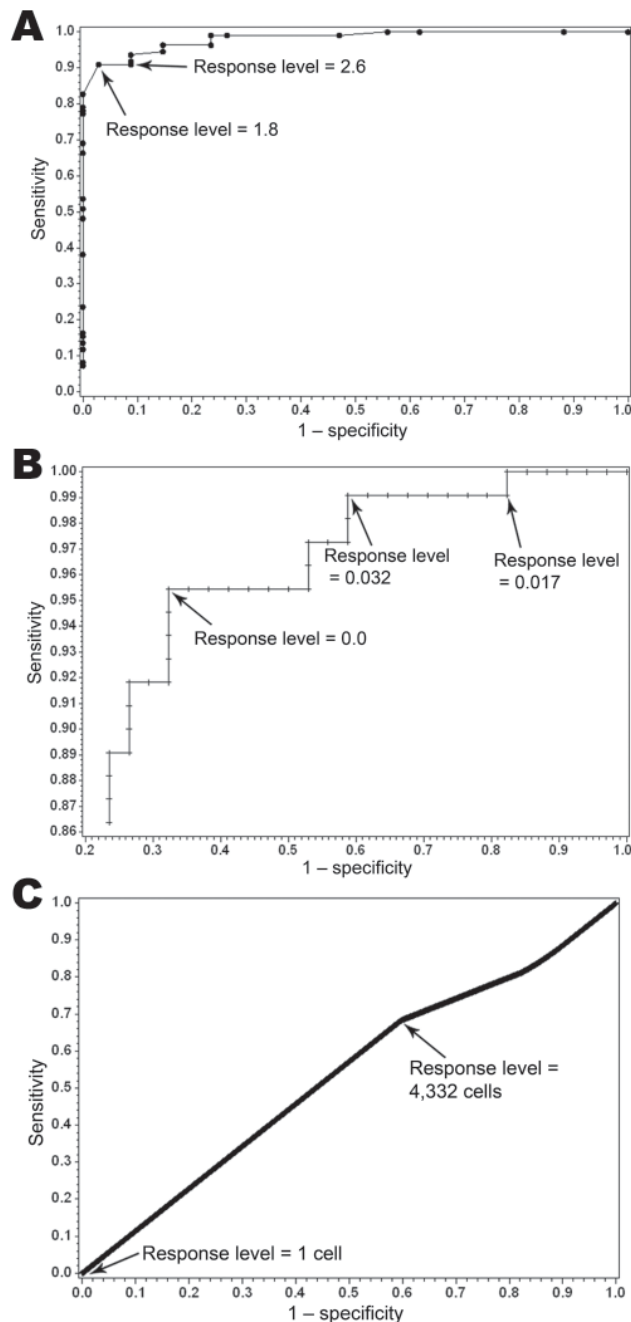 A
1.0
0.9
0.8
0.7
0.6
0.5
0.4
0.3
0.2
0.1
0.0
Sensitivity
Response level = 2.6
Response level = 1.8
0.0 0.1 0.2 0.3 0.4 0.5 0.6 0.7 0.8 0.9 1.0
1 – specificity
B
1.00
0.99
0.98
0.97
0.96
0.95
0.94
0.93
0.92
0.91
0.90
0.89
0.88
0.87
0.86
Sensitivity
Response level
= 0.032
Response level
= 0.017
Response level = 0.0
0.2 0.3 0.4 0.5 0.6 0.7 0.8 0.9 1.0
1 – specificity
C
1.0
0.9
0.8
0.7
0.6
0.5
0.4
0.3
0.2
0.1
0.0
Sensitivity
Response level =
4,332 cells
Response level = 1 cell
0.0 0.1 0.2 0.3 0.4 0.5 0.6 0.7 0.8 0.9 1.0
1 – specificity